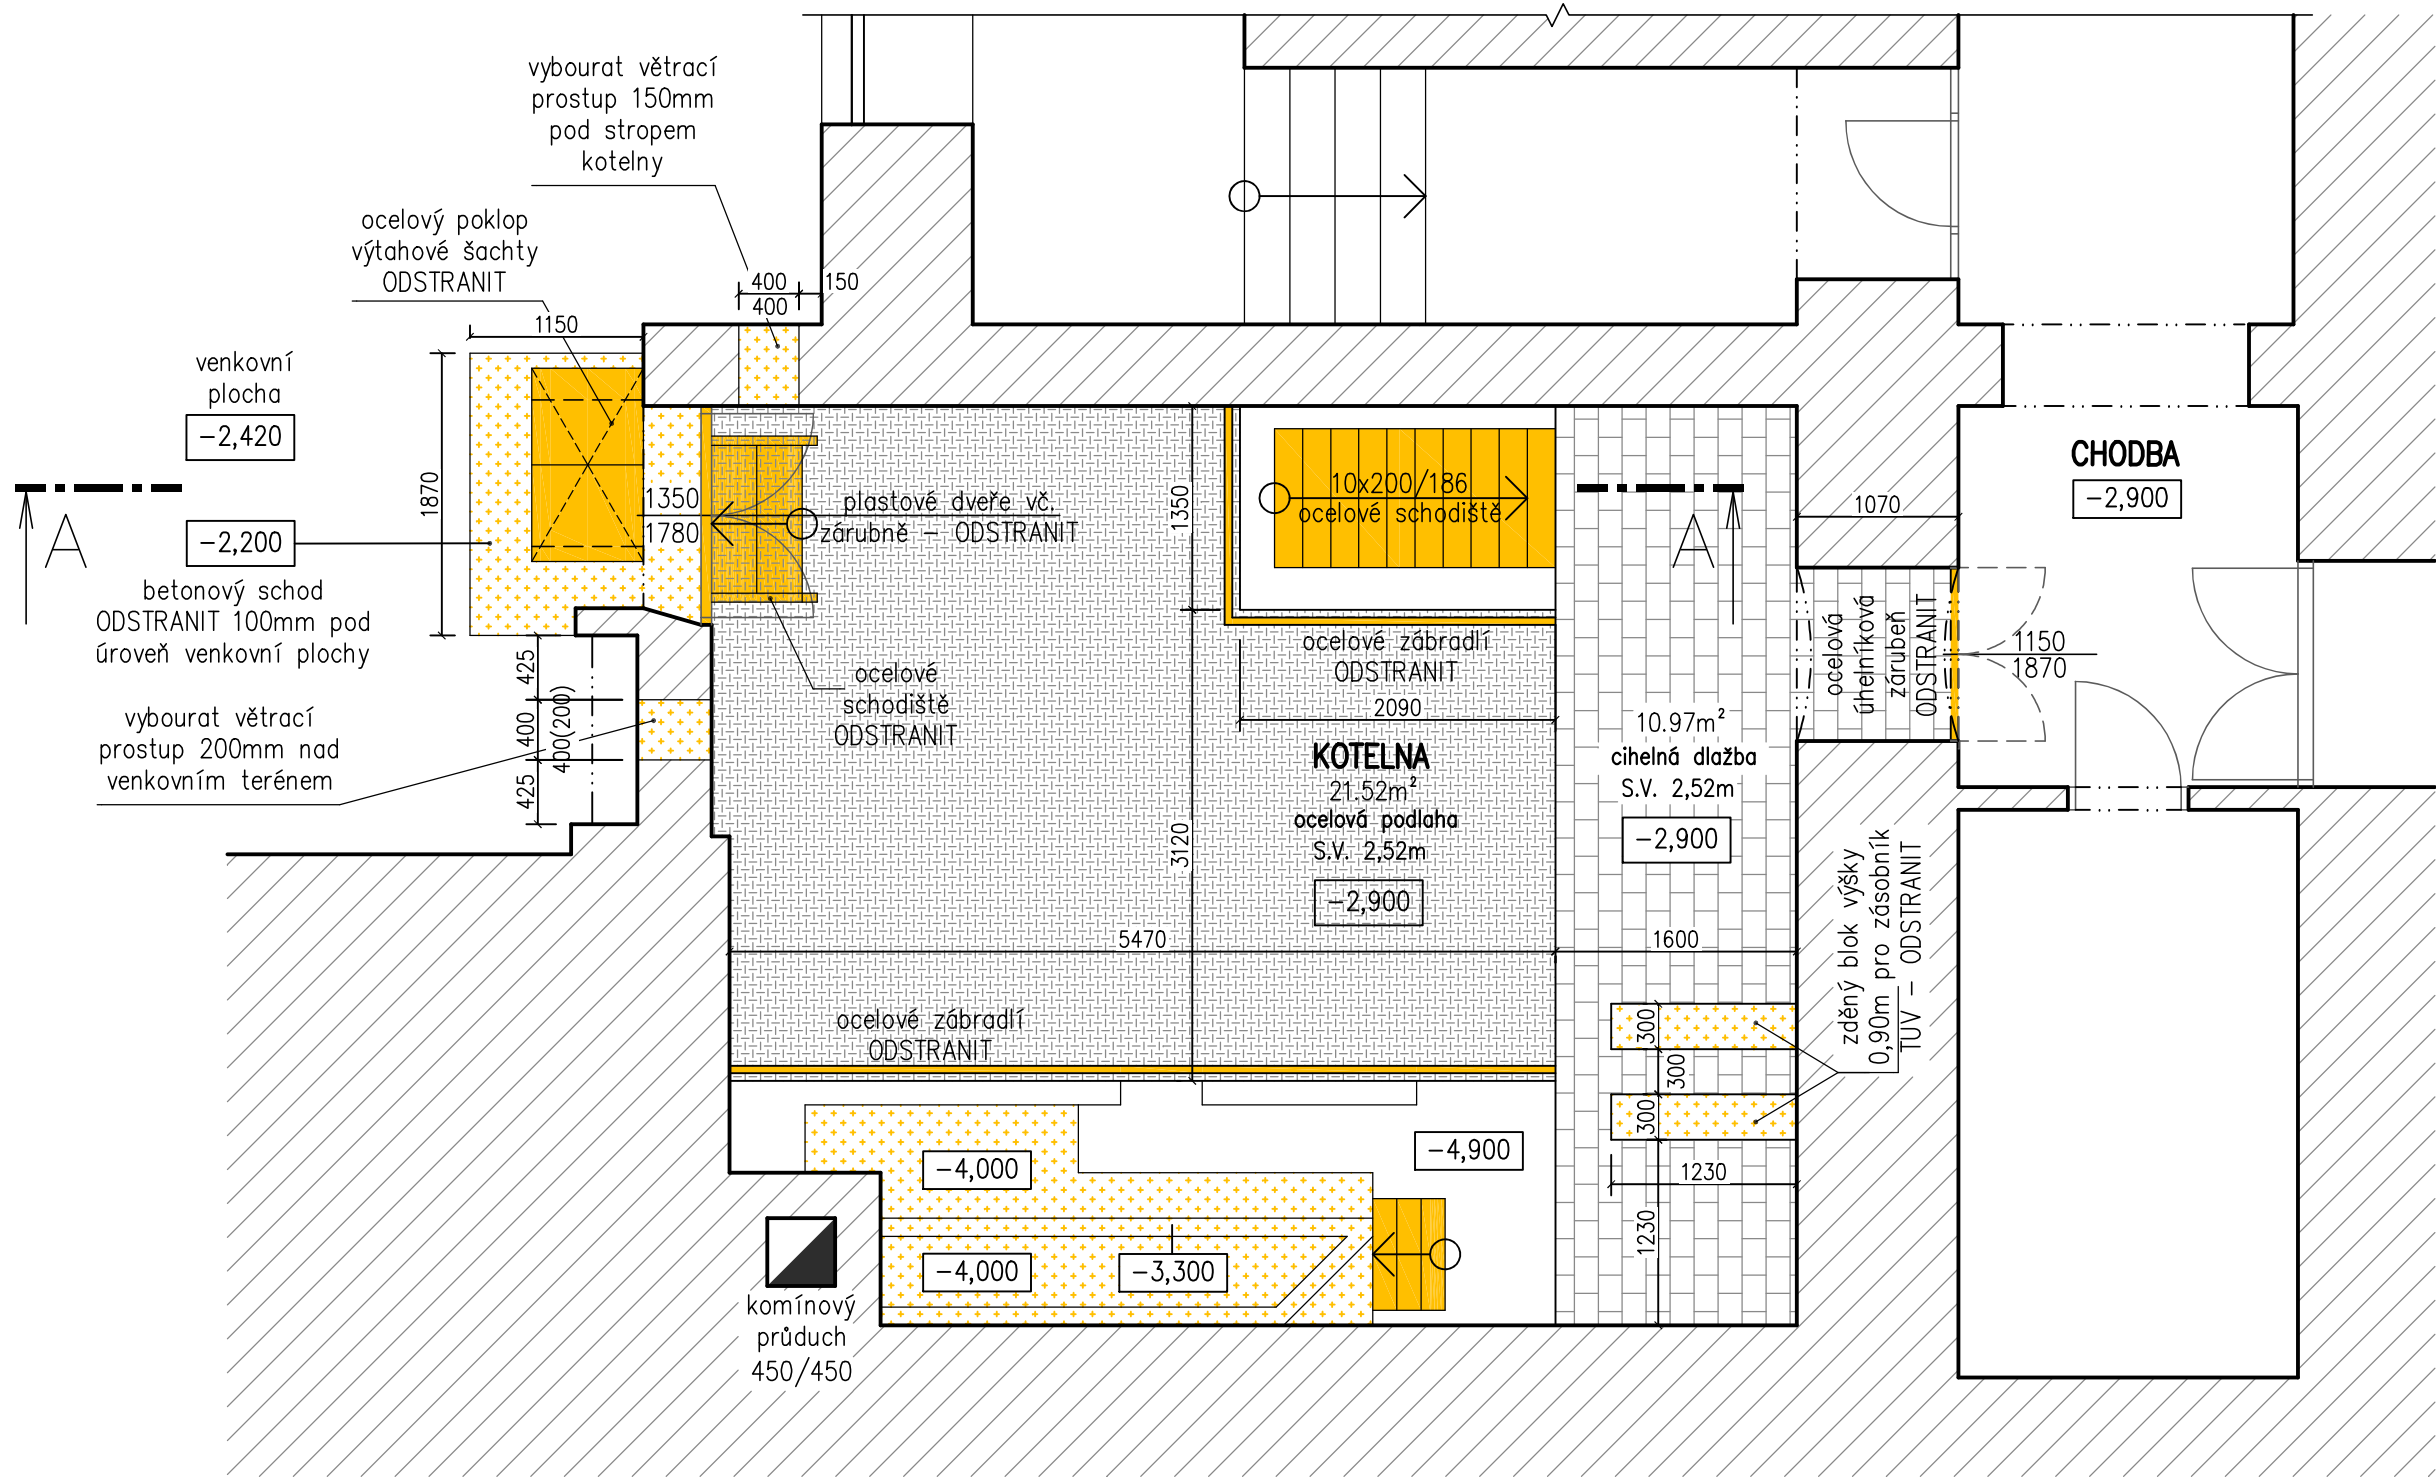 vybourat větrací
prostup 150mm
pod stropem
kotelny
ocelový poklop
výtahové šachty
ODSTRANIT
400
150
400
1150
venkovní
plocha
-2,420
1870
A
-2,200
betonový schod
ODSTRANIT 100mm pod
úroveň venkovní plochy
1350
1780
plastové dveře vč.
zárubně - ODSTRANIT
1350
10x200/186
ocelové schodiště
A
CHODBA
-2,900
1070
ocelová
úhelníková
zárubeň
ODSTRANIT
1150
1870
ocelové zábradlí
ODSTRANIT
2090
ocelové
schodiště
ODSTRANIT
425
400
400(200)
425
vybourat větrací
prostup 200mm nad
venkovním terénem
KOTELNA
21.52m²
ocelová podlaha
S.V. 2,52m
-2,900
10.97m²
cihelná dlažba
S.V. 2,52m
-2,900
3120
5470
1600
zděný blok výšky
0,90m pro zásobník
TUV - ODSTRANIT
ocelové zábradlí
ODSTRANIT
300
300
300
1230
1230
-4,000
-4,900
-4,000
-3,300
komínový
průduch
450/450